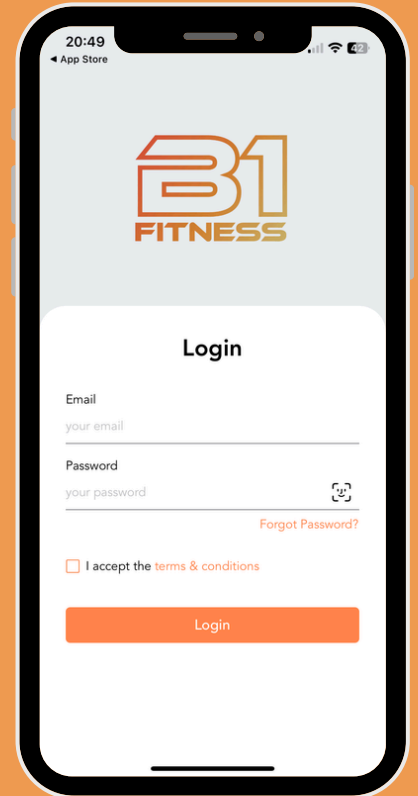 20:49
42
◀ App Store
B1
FITNESS
Login
Email
your email
Password
your password
Forgot Password?
I accept the terms & conditions
Login